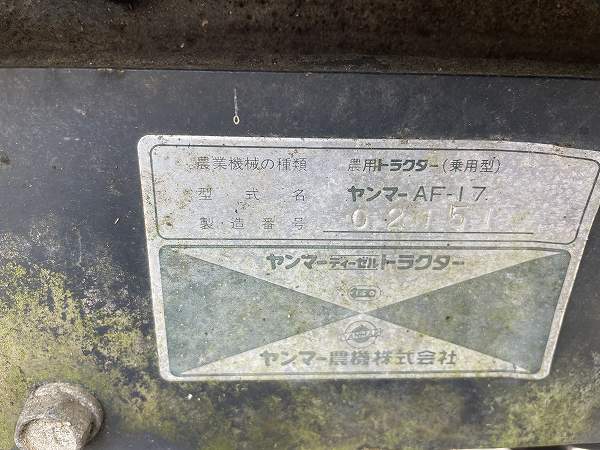 農業機械の種類 農用トラクター(乗用型)
型式名 ヤンマー AF-17
製造番号 02151
ヤンマーディーゼルトラクター
ヤンマー農機株式会社